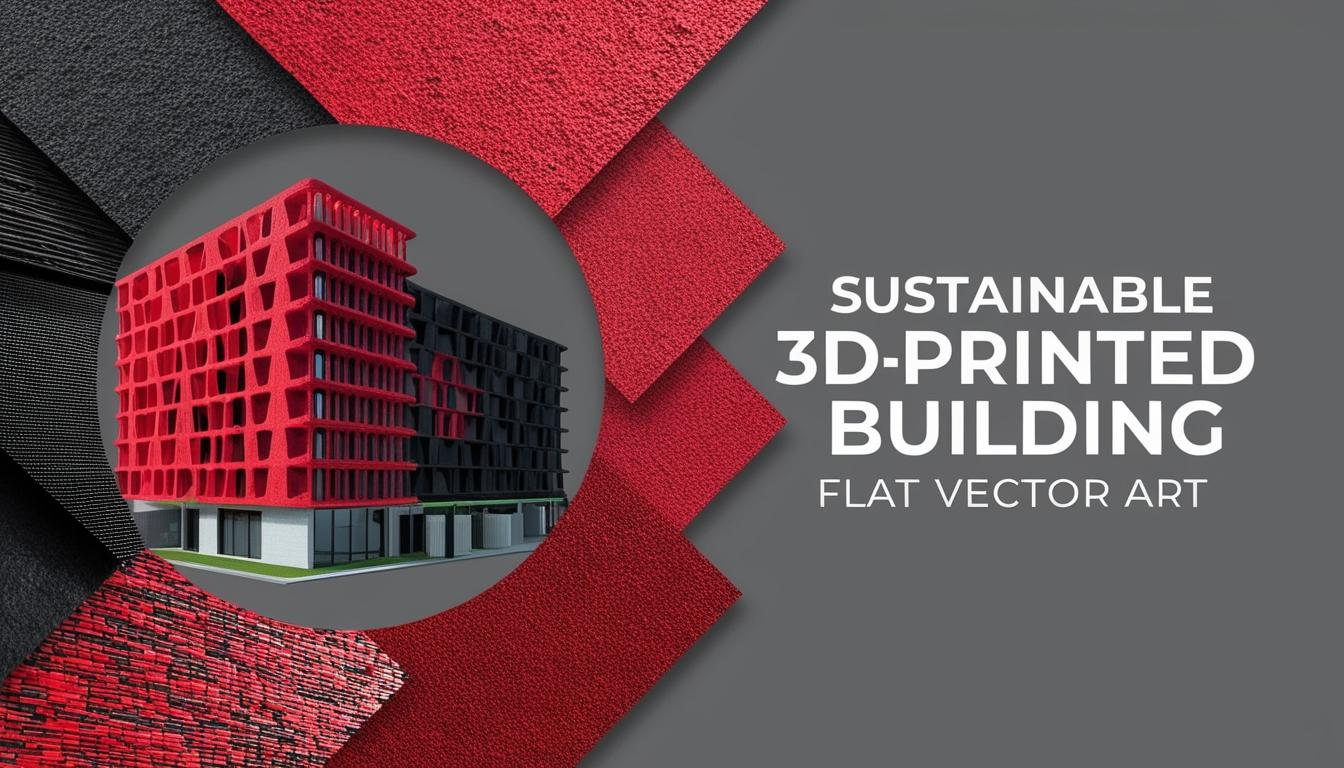 SUSTAINABLE
3D-PRINTED
BUILDING
FLAT VECTOR ART